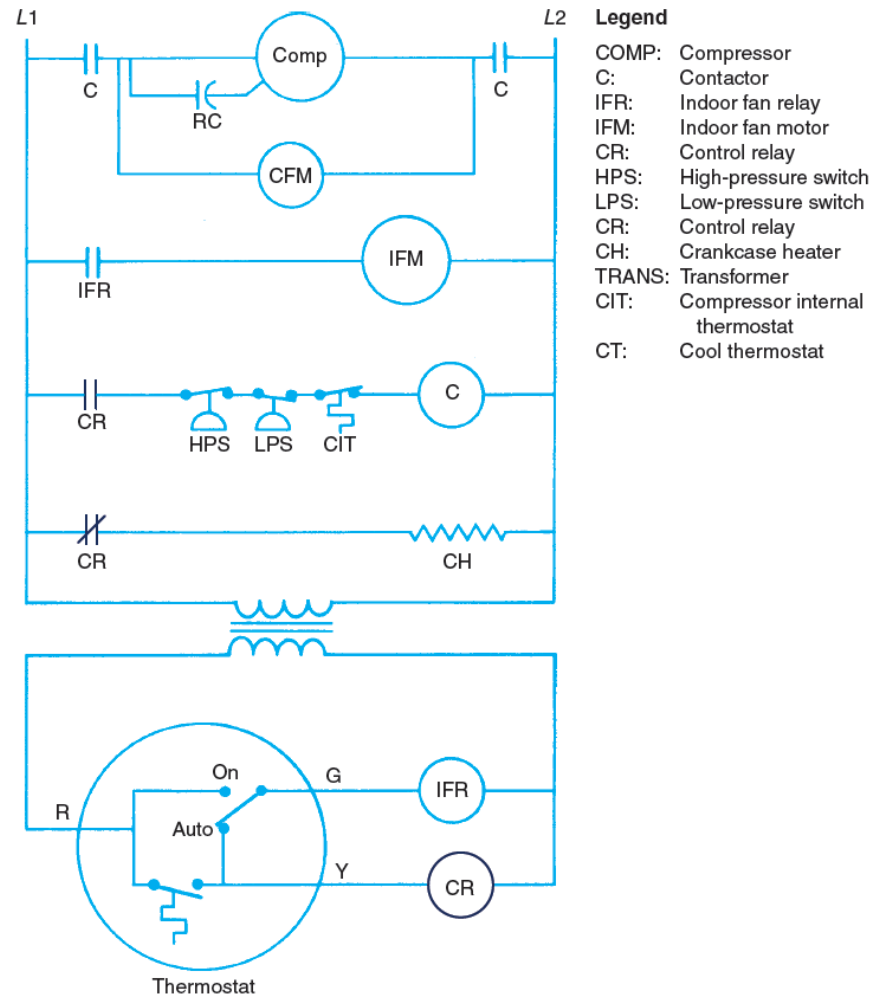 L1
L2
Comp
C
C
RC
CFM
IFM
IFR
C
CR
HPS
LPS
CIT
CR
CH
On
G
R
IFR
Auto
Y
CR
Thermostat
Legend
COMP: Compressor
C: Contactor
IFR: Indoor fan relay
IFM: Indoor fan motor
CR: Control relay
HPS: High-pressure switch
LPS: Low-pressure switch
CR: Control relay
CH: Crankcase heater
TRANS: Transformer
CIT: Compressor internal
thermostat
CT: Cool thermostat